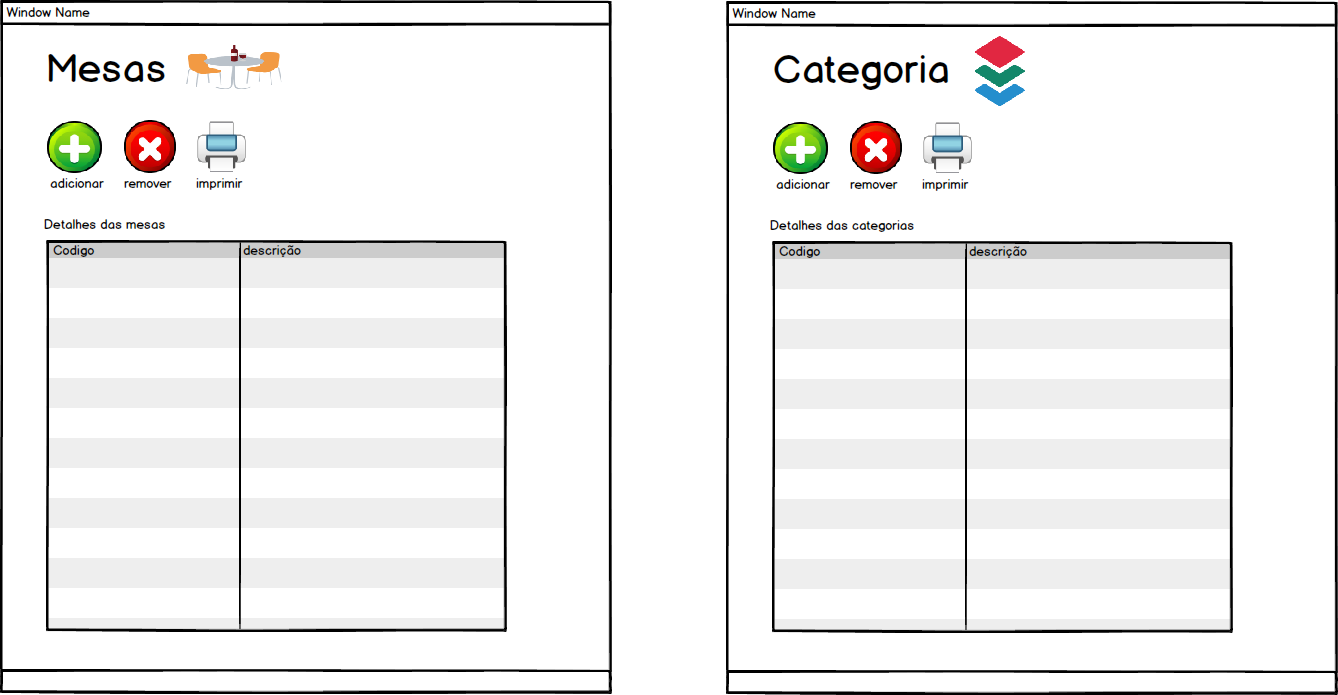 Window Name
Mesas
adicionar remover imprimir
Detalhes das mesas
Codigo descrição
Window Name
Categoria
adicionar remover imprimir
Detalhes das categorias
Codigo descrição